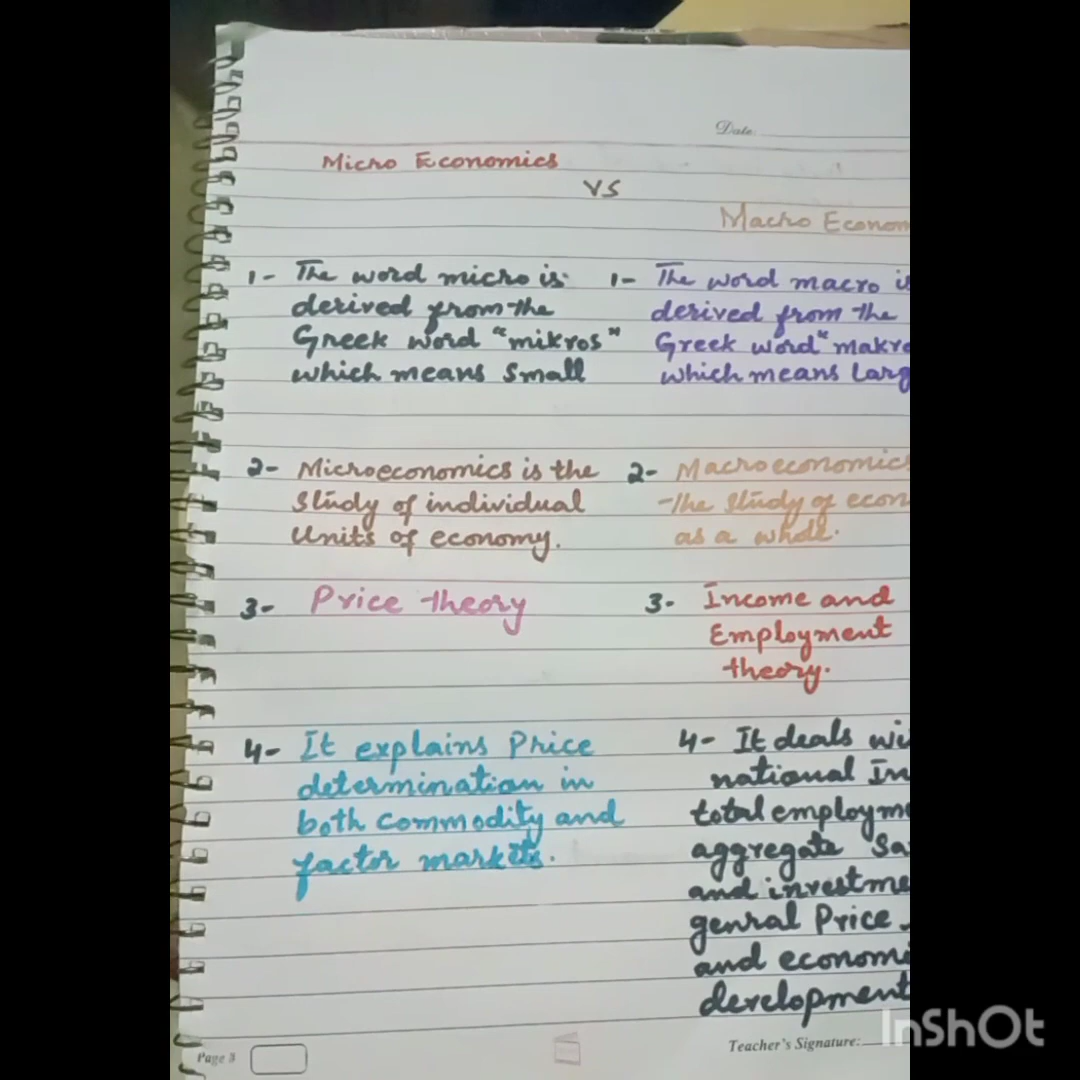 Date:
Micro Economics
VS
Macro Econom
1- The word micro is
derived from the
Greek word "mikros"
which means Small
1- The word macro is
derived from the
Greek word "makro
which means Larg
2- Microeconomics is the
Study of individual
Units of economy.
2- Macroeconomics
the Study of econ
as a whole.
3- Price theory
3- Income and
Employment
theory.
4- It explains Price
determination in
both commodity and
factor markets.
4- It deals wi
national In
total employme
aggregate Sa
and investme
genral Price
and economi
development
Page 3
Teacher's Signature:
InShOt